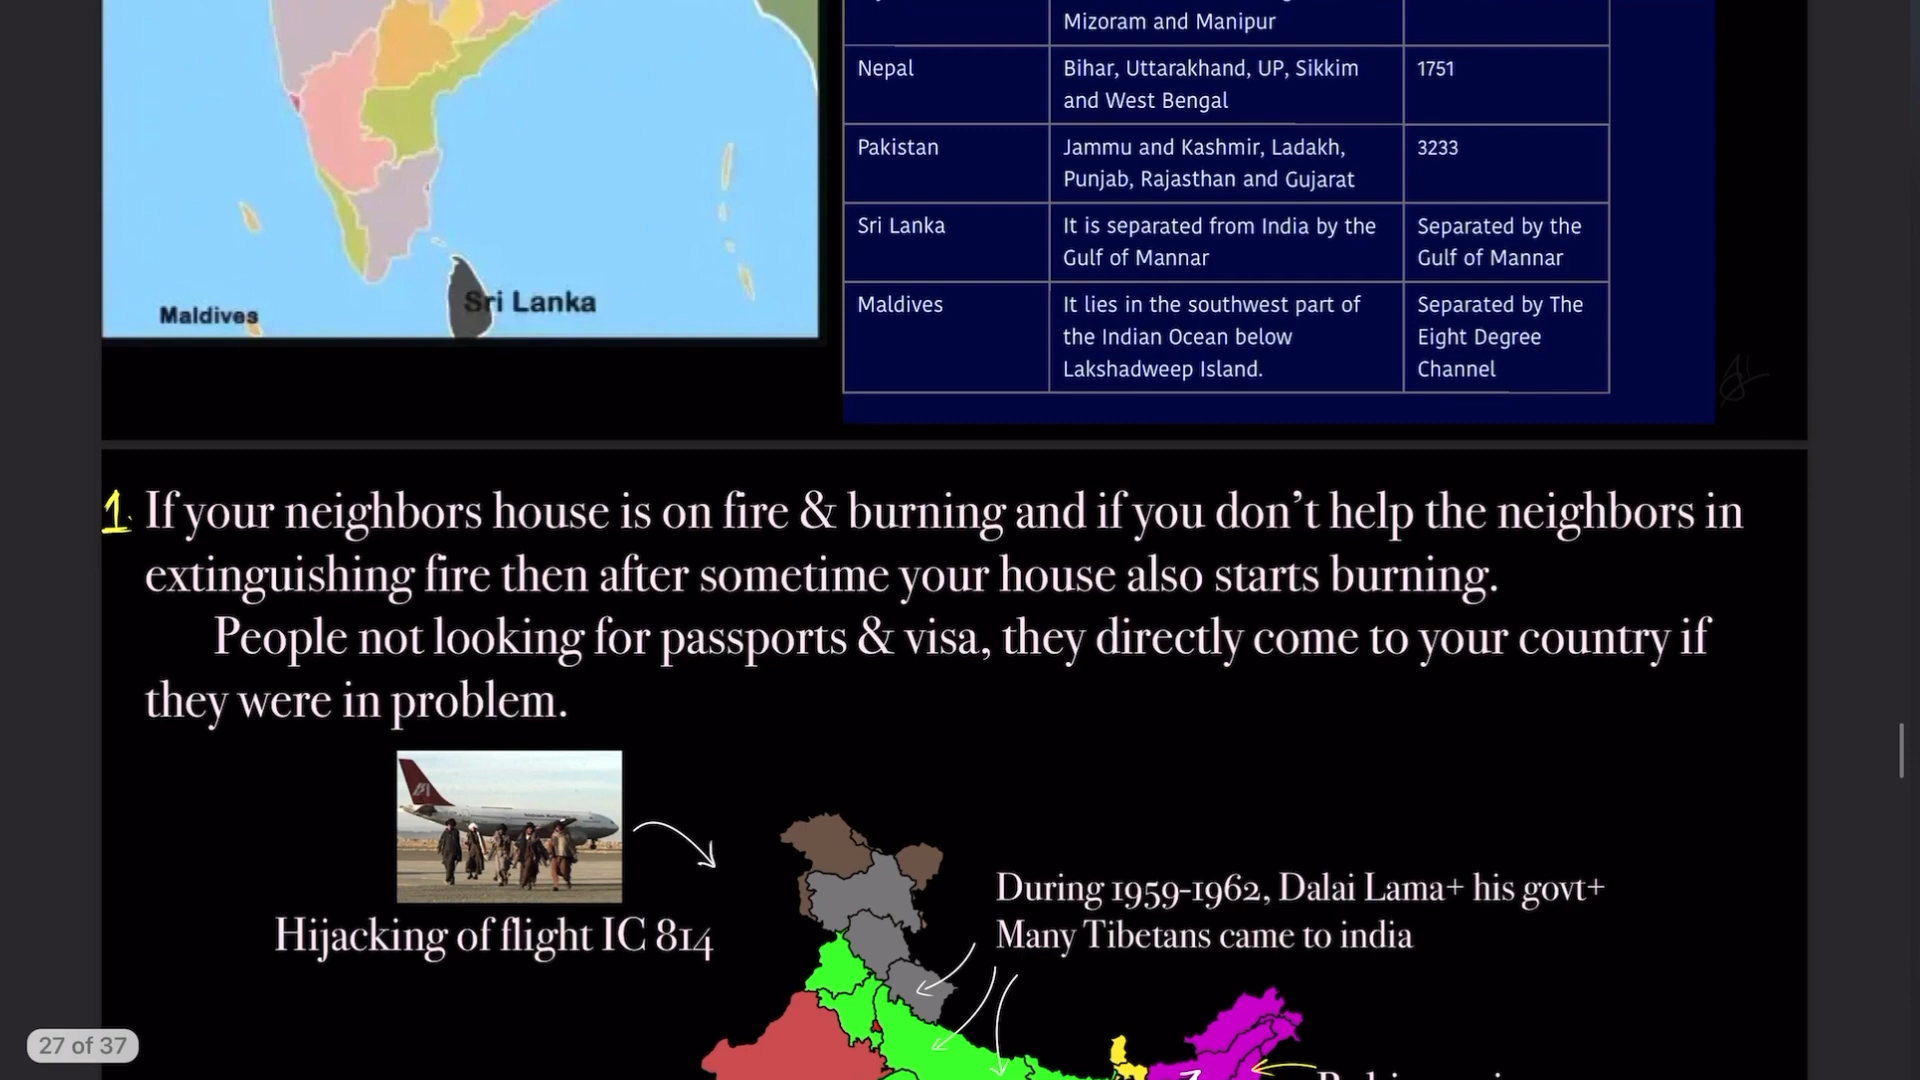 Mizoram and Manipur
Nepal
Bihar, Uttarakhand, UP, Sikkim
and West Bengal
1751
Pakistan
Jammu and Kashmir, Ladakh,
Punjab, Rajasthan and Gujarat
3233
Sri Lanka
It is separated from India by the
Gulf of Mannar
Separated by the
Gulf of Mannar
Maldives
It lies in the southwest part of
the Indian Ocean below
Lakshadweep Island.
Separated by The
Eight Degree
Channel
Sri Lanka
Maldives
1. If your neighbors house is on fire & burning and if you don’t help the neighbors in
extinguishing fire then after sometime your house also starts burning.
People not looking for passports & visa, they directly come to your country if
they were in problem.
Hijacking of flight IC 814
During 1959-1962, Dalai Lama+ his govt+
Many Tibetans came to india
27 of 37